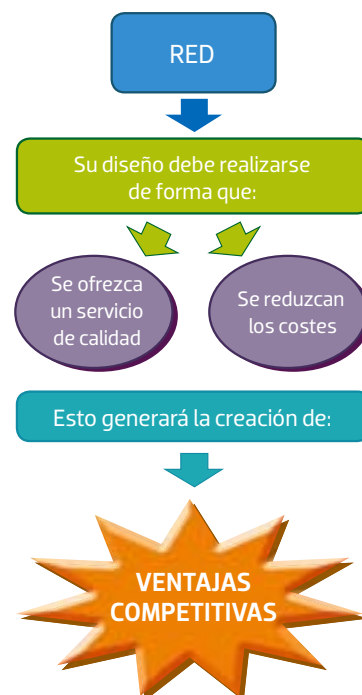 RED
Su diseño debe realizarse
de forma que:
Se ofrezca
un servicio
de calidad
Se reduzcan
los costes
Esto generará la creación de:
VENTAJAS
COMPETITIVAS